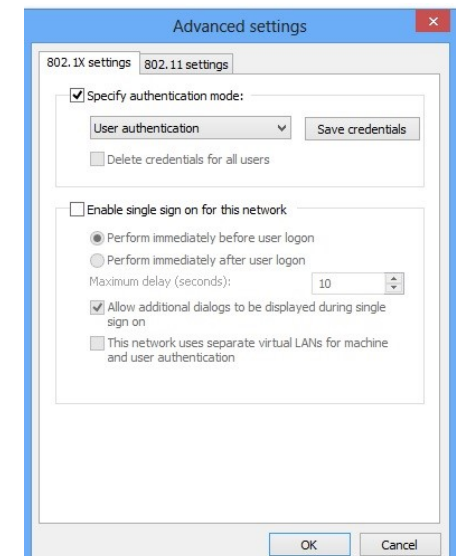 Advanced settings
802.1X settings 802.11 settings
Specify authentication mode:
User authentication Save credentials
Delete credentials for all users
Enable single sign on for this network
Perform immediately before user logon
Perform immediately after user logon
Maximum delay (seconds): 10
Allow additional dialogs to be displayed during single
sign on
This network uses separate virtual LANs for machine
and user authentication
OK Cancel